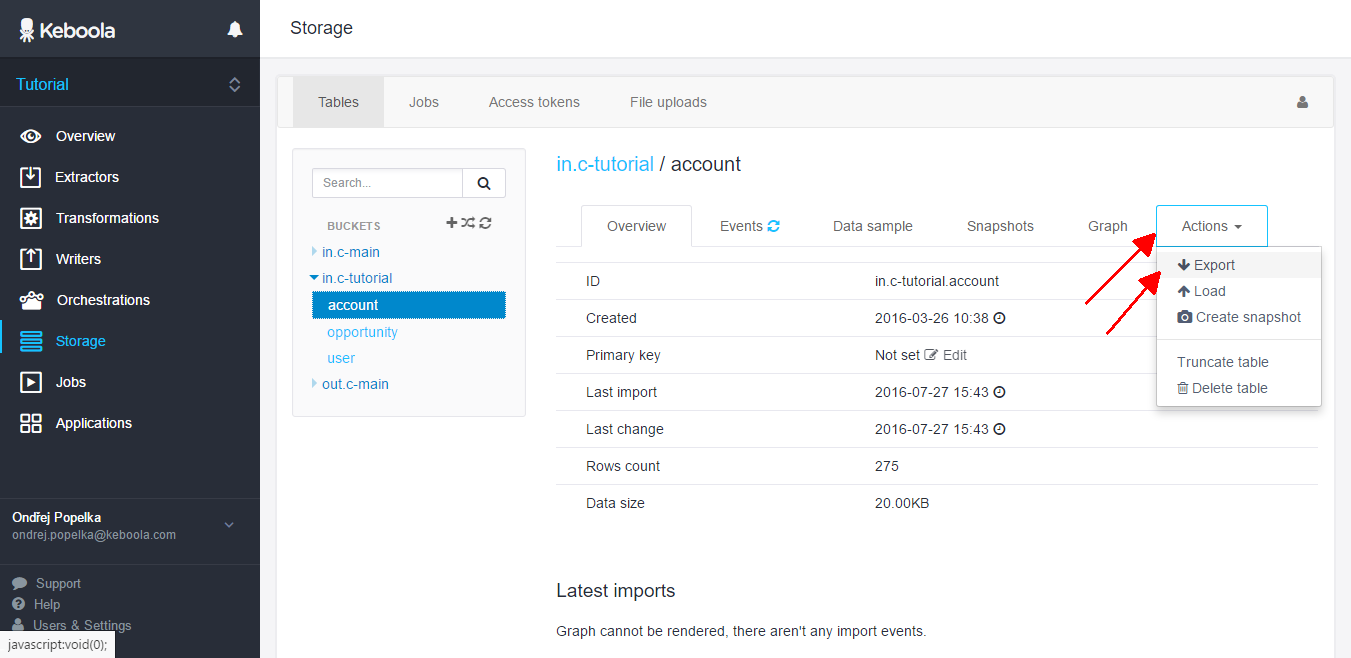 Keboola
Storage
Tutorial
Overview
Extractors
Transformations
Writers
Orchestrations
Storage
Jobs
Applications
Ondřej Popelka
ondrej.popelka@keboola.com
Support
Help
Users & Settings
javascript:void(0);
Tables Jobs Access tokens File uploads
Search...
BUCKETS
in.c-main
in.c-tutorial
account
opportunity
user
out.c-main
in.c-tutorial / account
Overview Events Data sample Snapshots Graph Actions
Export
Load
Create snapshot
Truncate table
Delete table
ID in.c-tutorial.account
Created 2016-03-26 10:38
Primary key Not set Edit
Last import 2016-07-27 15:43
Last change 2016-07-27 15:43
Rows count 275
Data size 20.00KB
Latest imports
Graph cannot be rendered, there aren't any import events.